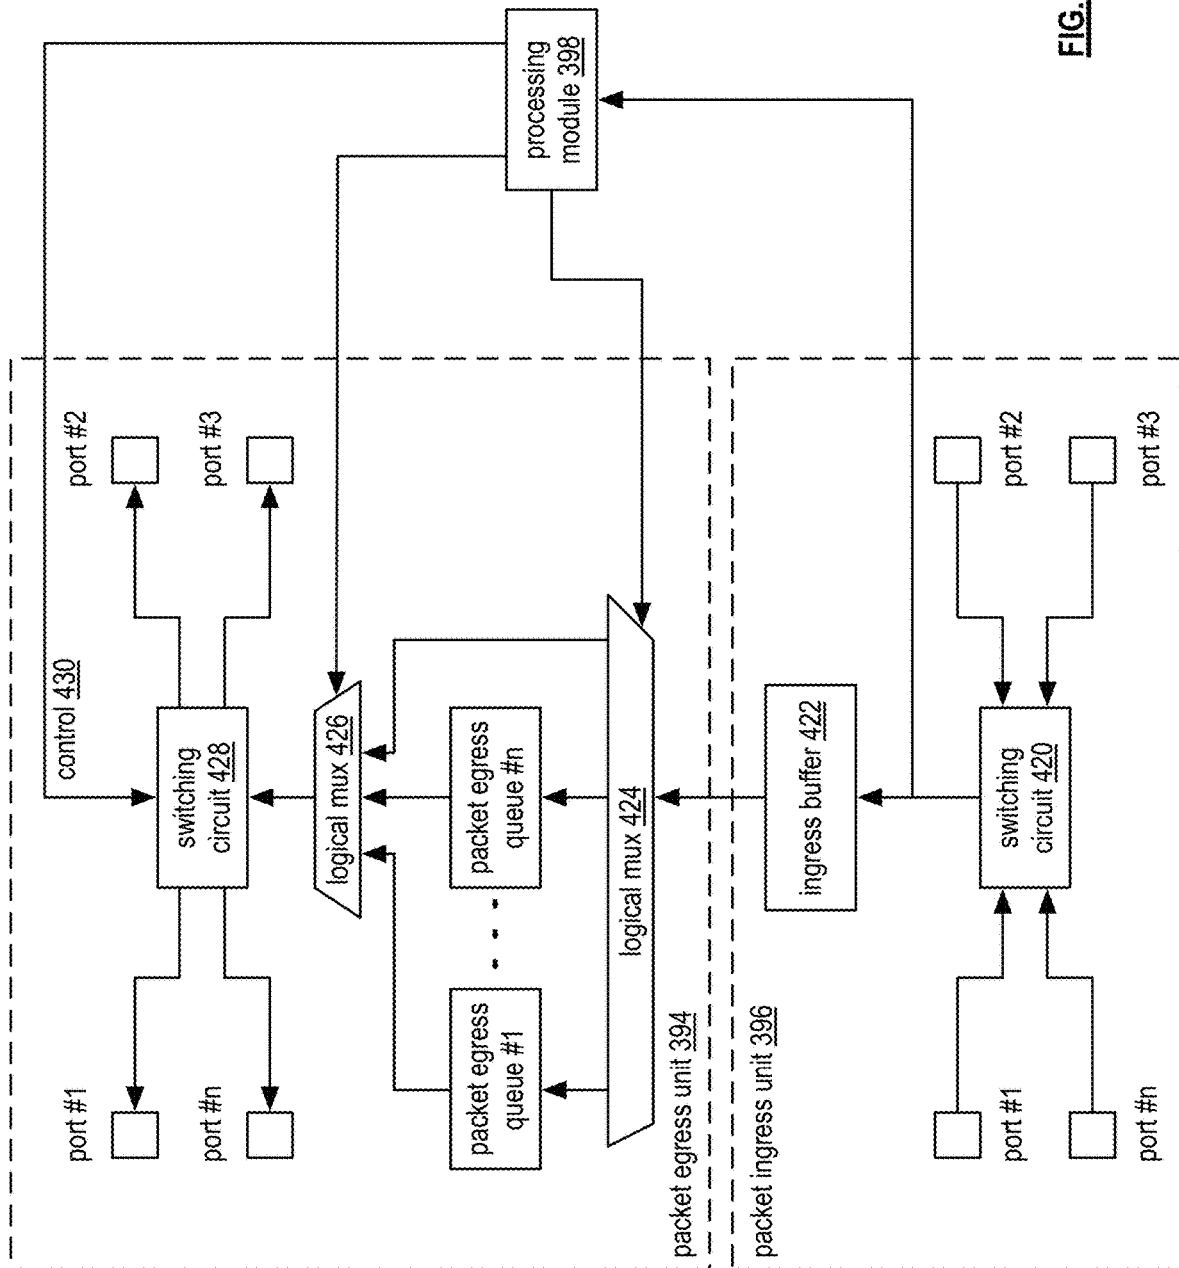 port #1
control 430
port #2
port #n
switching
circuit 428
port #3
logical mux 426
packet egress
queue #1
packet egress
queue #n
processing
module 398
logical mux 424
packet egress unit 394
packet ingress unit 396
ingress buffer 422
port #1
switching
circuit 420
port #2
port #n
port #3
FIG.